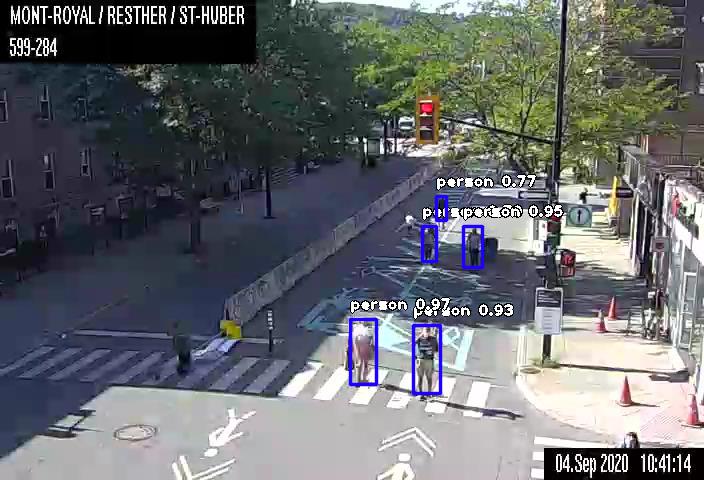 MONT-ROYAL / RESTHER / ST-HUBER
599-284
person 0.77
person 0.95
person 0.97
person 0.93
04.Sep 2020 10:41:14